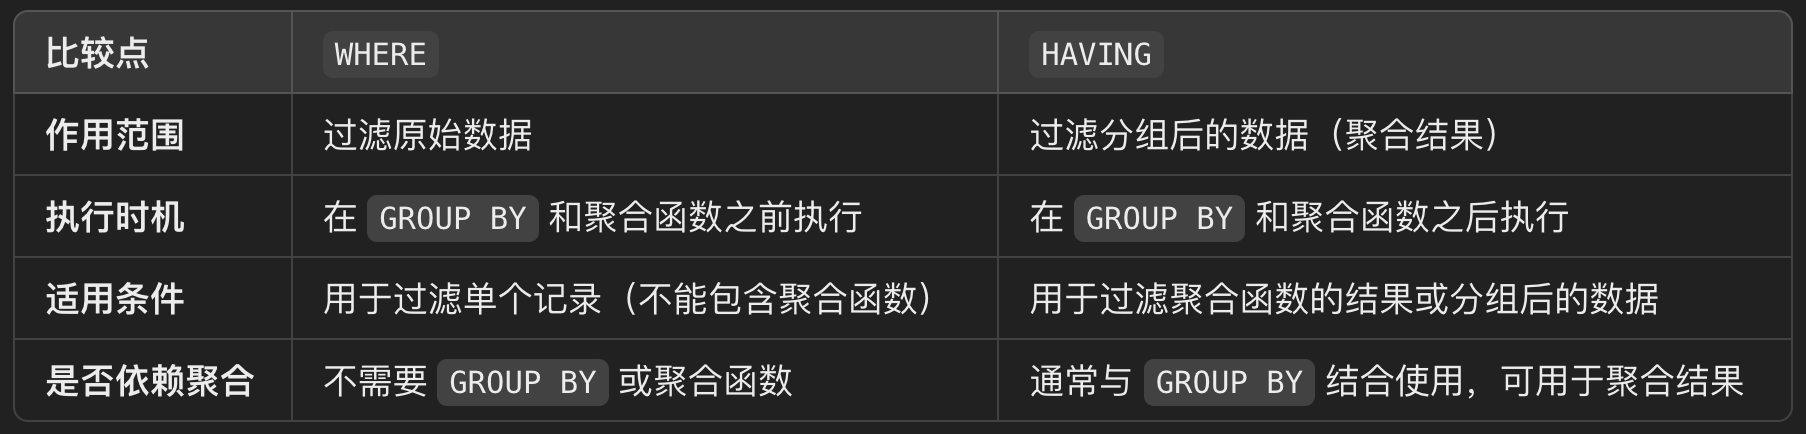 比较点 WHERE HAVING
作用范围 过滤原始数据 过滤分组后的数据（聚合结果）
执行时机 在 GROUP BY 和聚合函数之前执行 在 GROUP BY 和聚合函数之后执行
适用条件 用于过滤单个记录（不能包含聚合函数） 用于过滤聚合函数的结果或分组后的数据
是否依赖聚合 不需要 GROUP BY 或聚合函数 通常与 GROUP BY 结合使用，可用于聚合结果